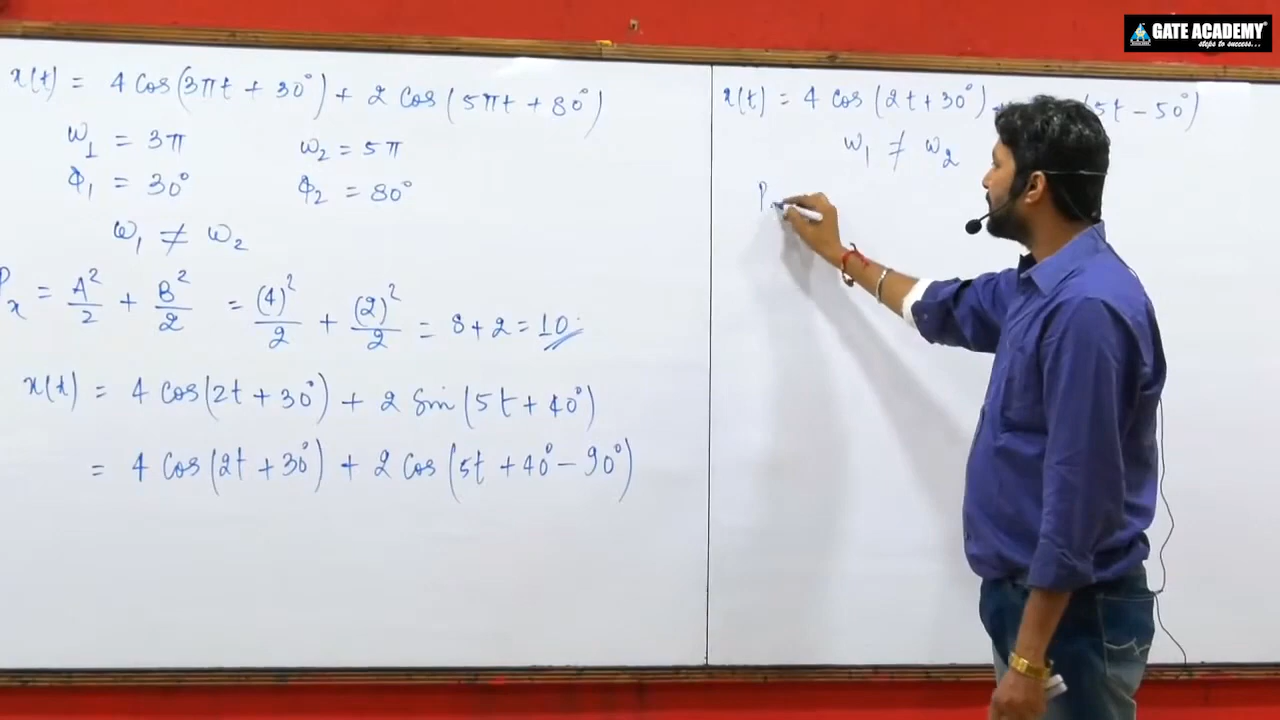 GATE ACADEMY
steps to success...
x(t) = 4 cos(3πt + 30°) + 2 cos(5πt + 80°)
ω₁ = 3π ω₂ = 5π
ϕ₁ = 30° ϕ₂ = 80°
ω₁ ≠ ω₂
Pₓ = A²/2 + B²/2 = (4)²/2 + (2)²/2 = 8 + 2 = 10
x(t) = 4 cos(2t + 30°) + 2 sin(5t + 40°)
= 4 cos(2t + 30°) + 2 cos(5t + 40° − 90°)
x(t) = 4 cos(2t + 30°) + (5t − 50°)
ω₁ ≠ ω₂
P